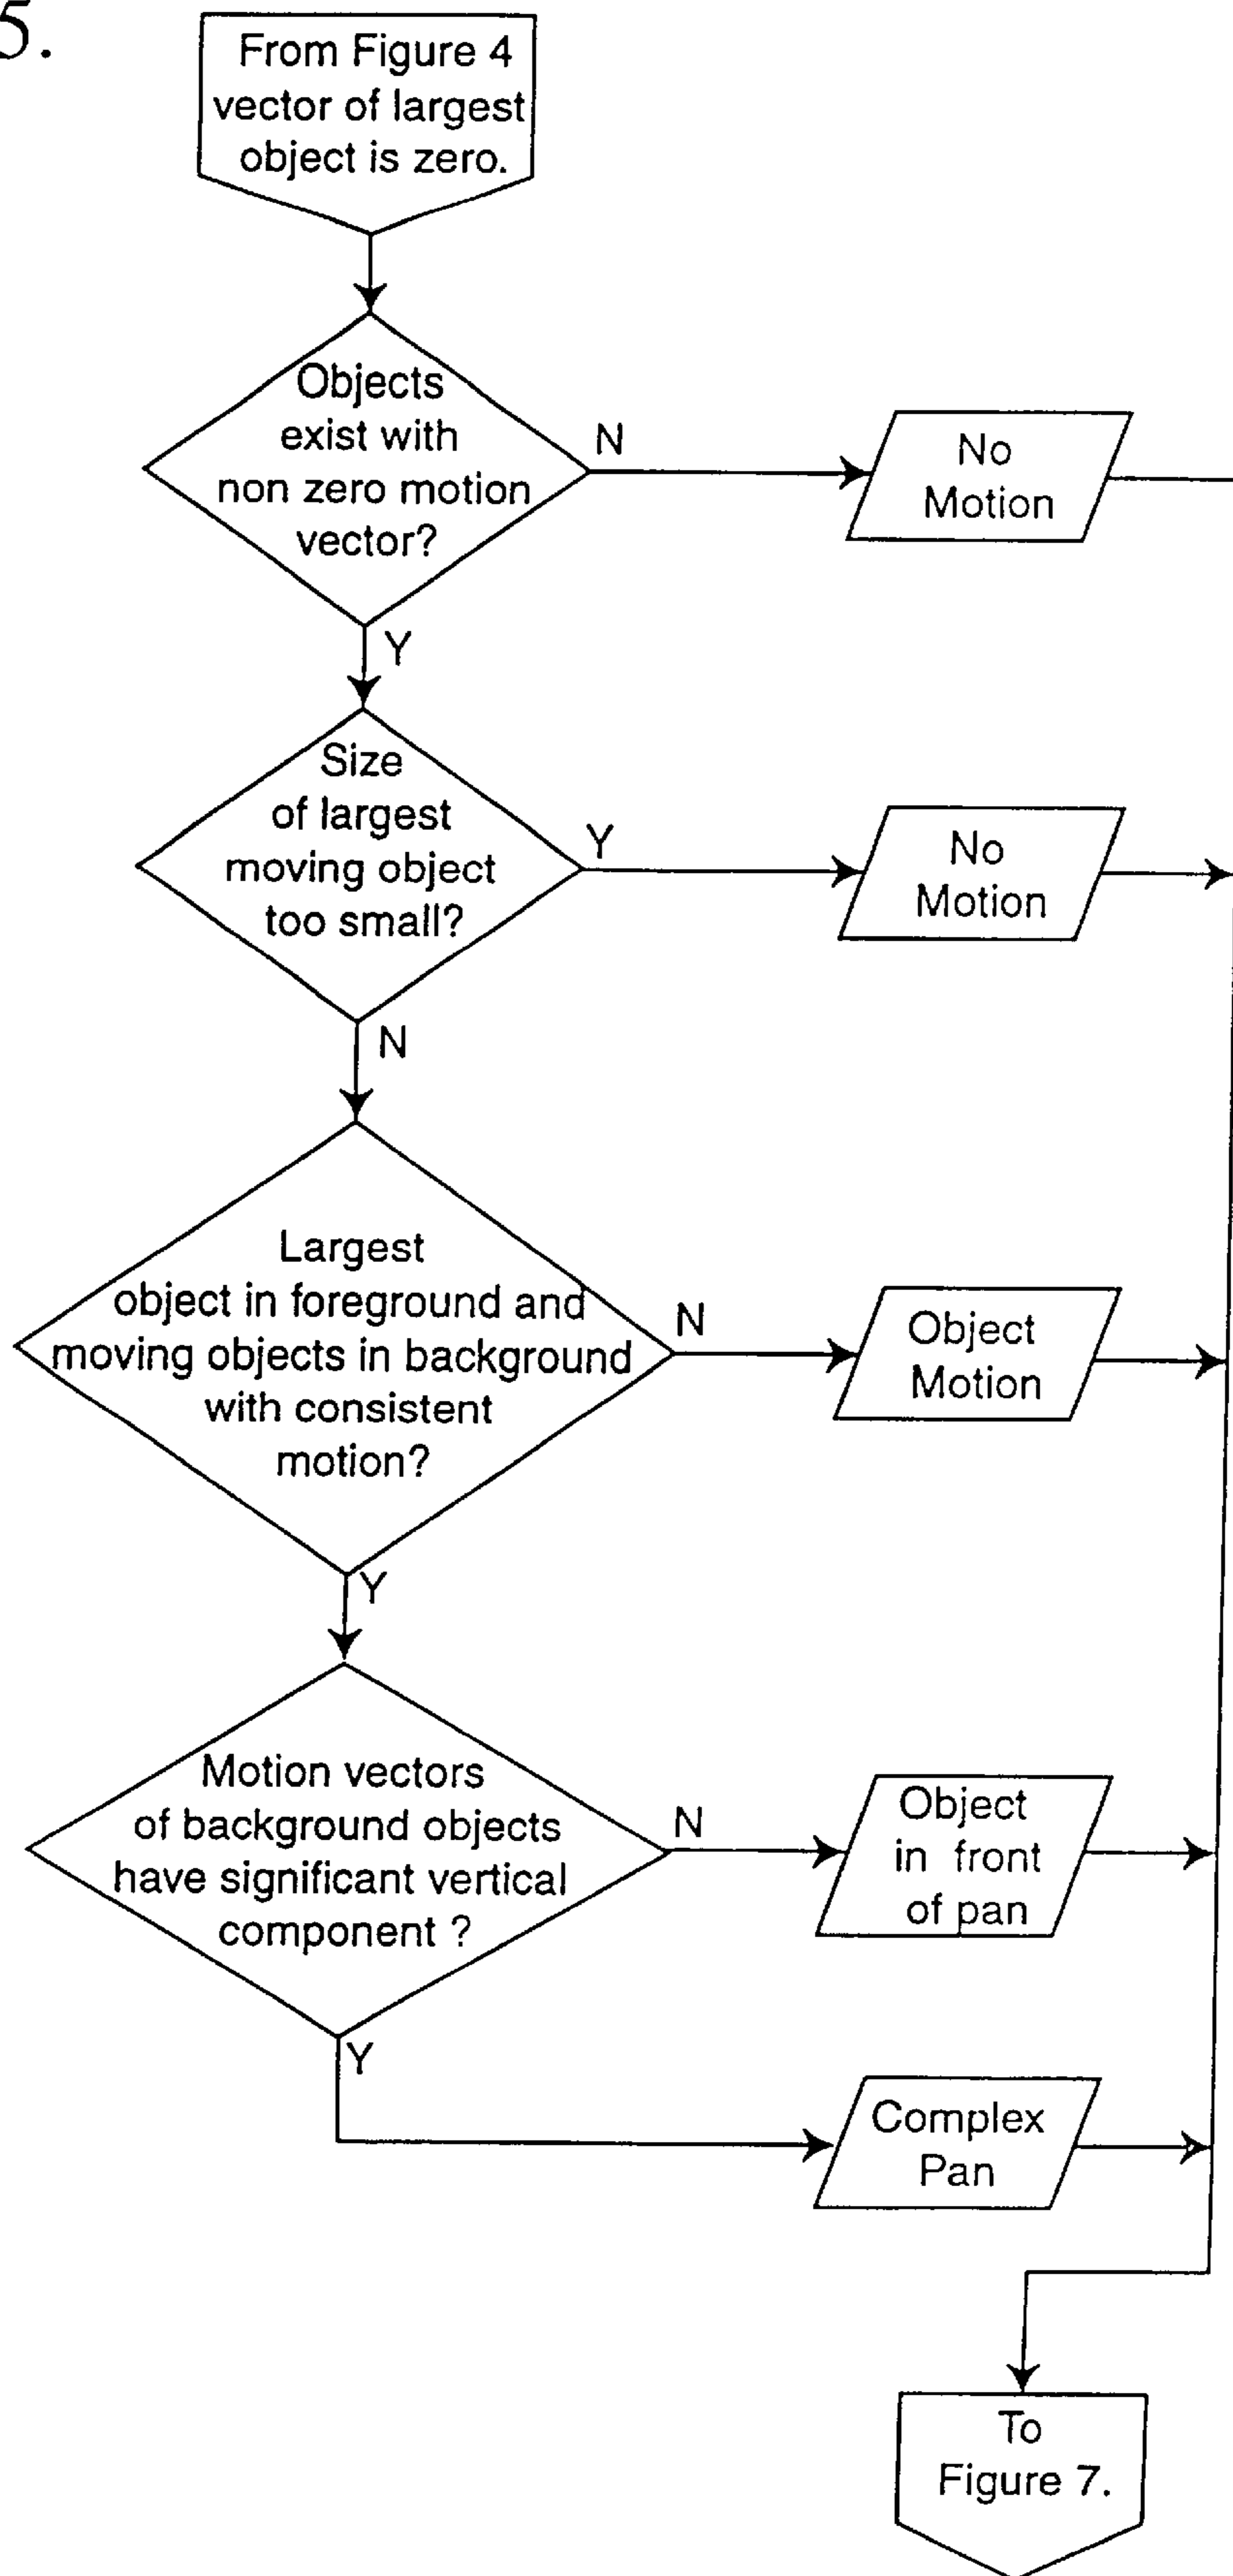 5.
From Figure 4
vector of largest
object is zero.
Objects
exist with
non zero motion
vector?
N
No
Motion
Y
Size
of largest
moving object
too small?
Y
No
Motion
N
Largest
object in foreground and
moving objects in background
with consistent
motion?
N
Object
Motion
Y
Motion vectors
of background objects
have significant vertical
component ?
N
Object
in front
of pan
Y
Complex
Pan
To
Figure 7.